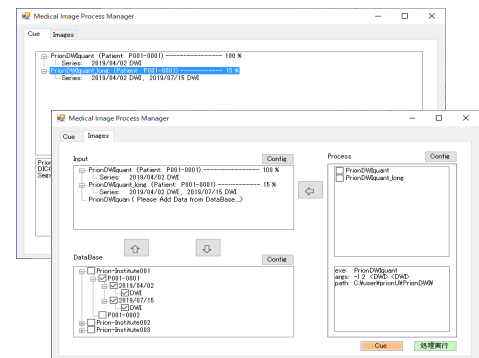 Medical Image Process Manager
Cue Images
PrionDWIquant (Patient: P001-0001) ---------------- 100 %
Series: 2019/04/02 DWI
PrionDWIquant_long (Patient: P001-0001) ------------ 15 %
Series: 2019/04/02 DWI, 2019/07/15 DWI
Prior
DICO
Segr
Medical Image Process Manager
Cue Images
Input Config
PrionDWIquant (Patient: P001-0001) ---------------- 100 %
Series: 2019/04/02 DWI
PrionDWIquant_long (Patient: P001-0001) ------------ 15 %
Series: 2019/04/02 DWI, 2019/07/15 DWI
PrionDWIquan ( Please Add Data from DataBase...)
Process Config
PrionDWIquant
PrionDWIquant_long
DataBase Config
Prion-Institute001
P001-0001
2019/04/02
DWI
2019/07/15
DWI
P001-0002
Prion-Institute002
Prion-Institute003
exe: PrionDWIquant
args: -l 2 <DWI> <DWI>
path: C:¥user¥prionU¥PrionDWI¥
Cue 処理実行